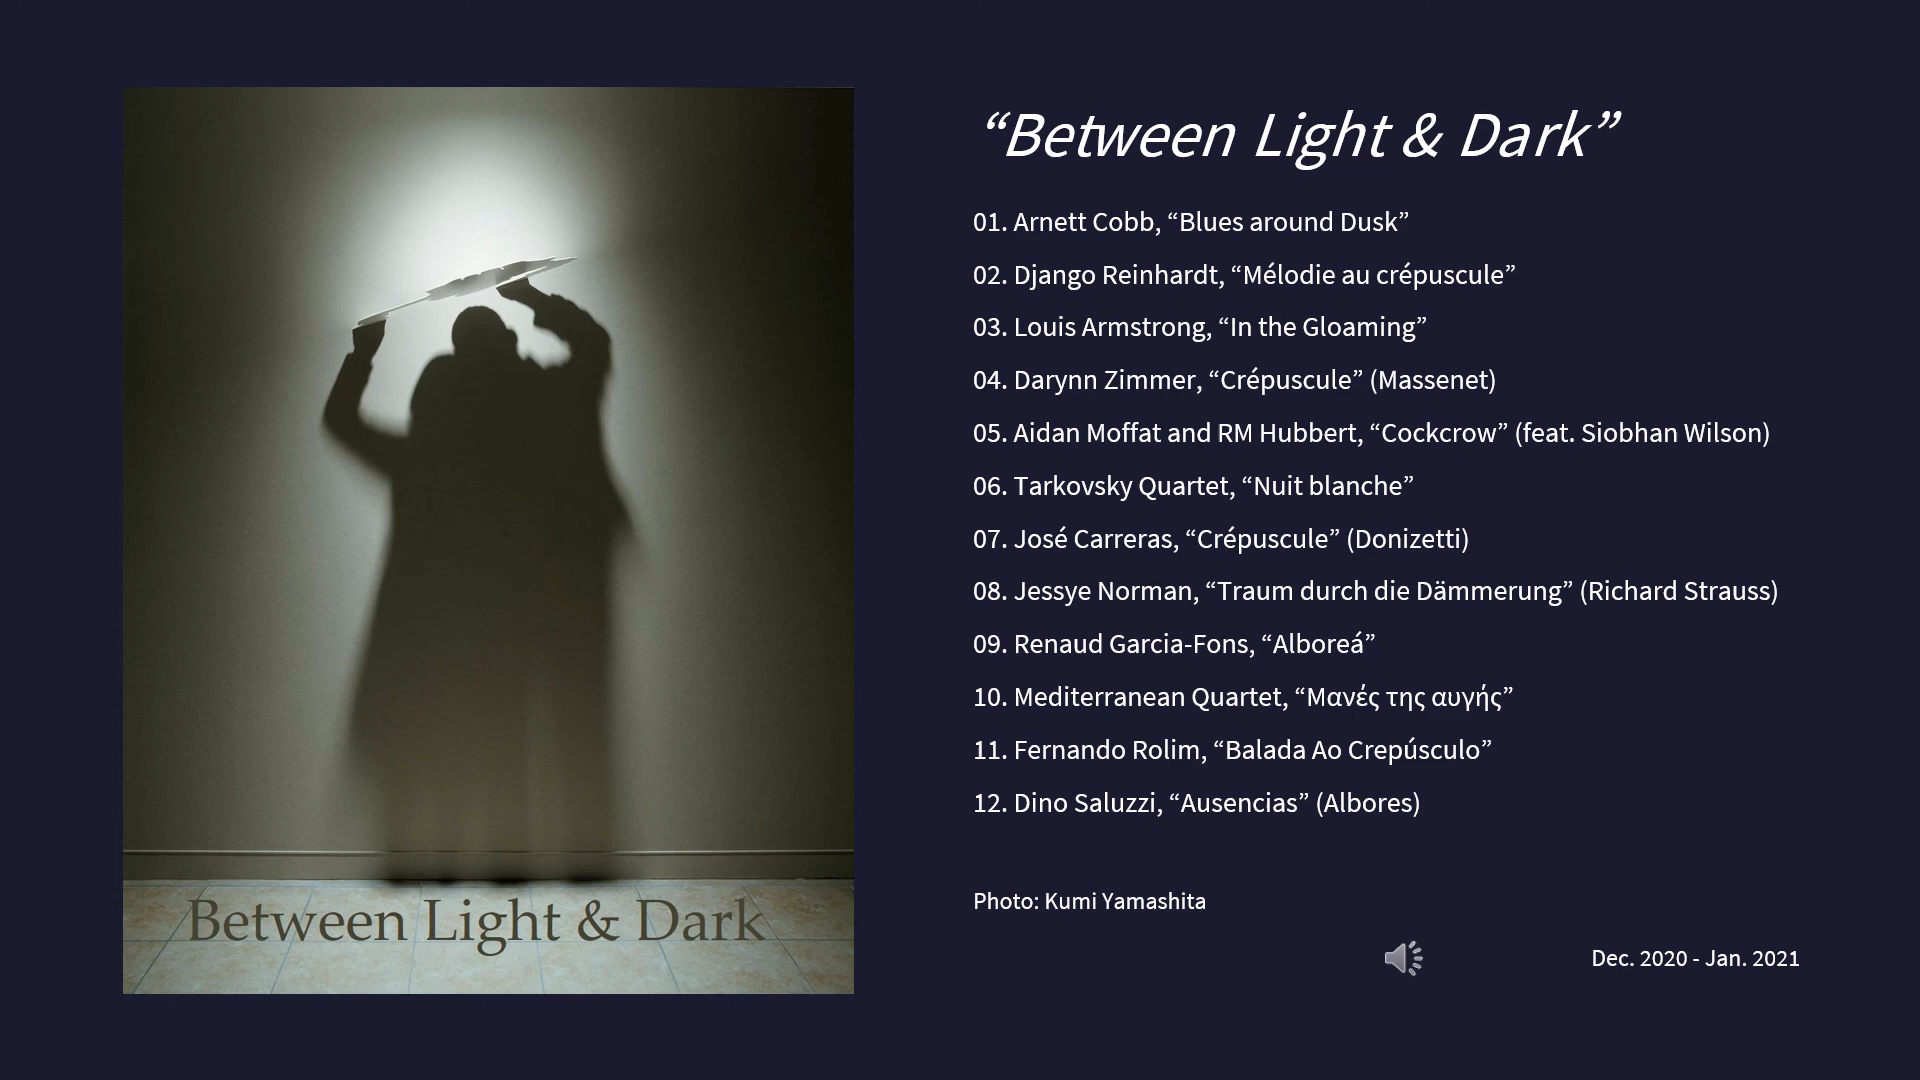 Between Light & Dark
“Between Light & Dark”
01. Arnett Cobb, “Blues around Dusk”
02. Django Reinhardt, “Mélodie au crépuscule”
03. Louis Armstrong, “In the Gloaming”
04. Darynn Zimmer, “Crépuscule” (Massenet)
05. Aidan Moffat and RM Hubbert, “Cockcrow” (feat. Siobhan Wilson)
06. Tarkovsky Quartet, “Nuit blanche”
07. José Carreras, “Crépuscule” (Donizetti)
08. Jessye Norman, “Traum durch die Dämmerung” (Richard Strauss)
09. Renaud Garcia-Fons, “Alboreá”
10. Mediterranean Quartet, “Μανές της αυγής”
11. Fernando Rolim, “Balada Ao Crepúsculo”
12. Dino Saluzzi, “Ausencias” (Albores)
Photo: Kumi Yamashita
Dec. 2020 - Jan. 2021